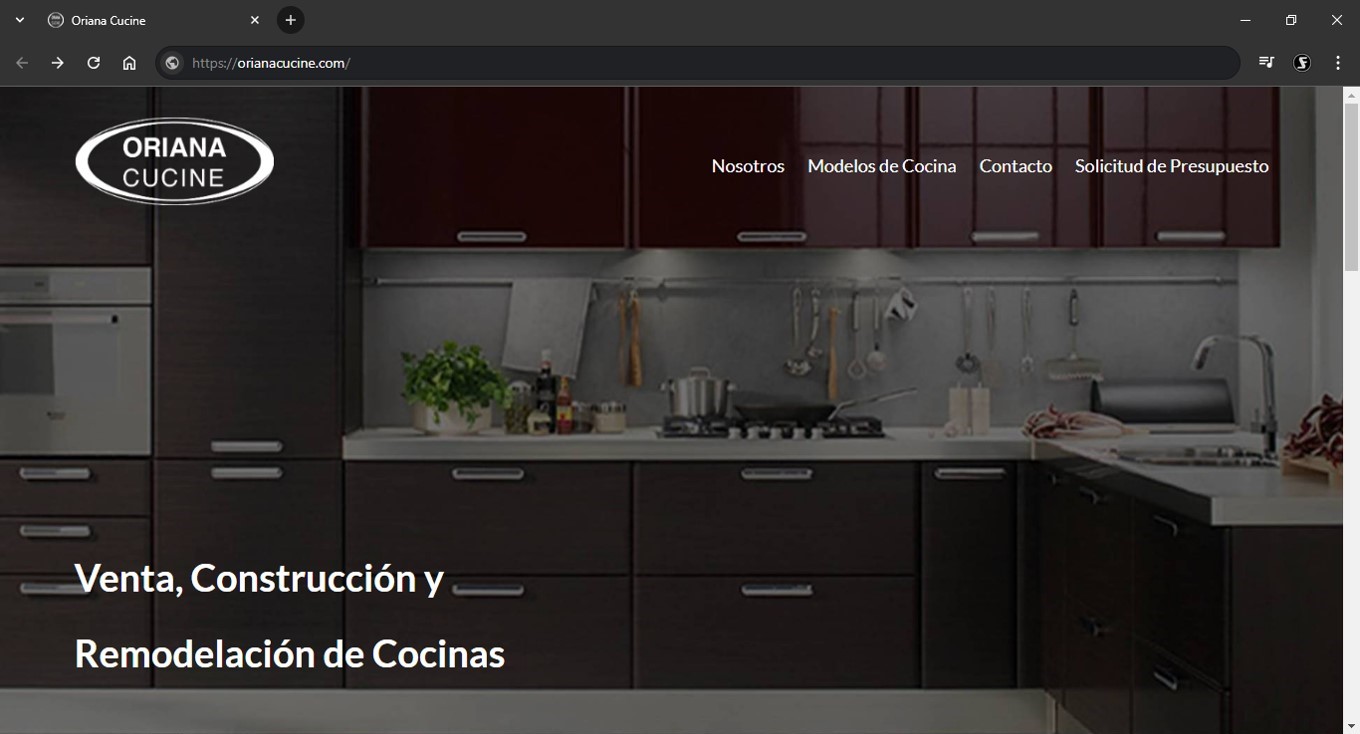 Oriana Cucine
https://orianacucine.com/
ORIANA
CUCINE
Nosotros Modelos de Cocina Contacto Solicitud de Presupuesto
Venta, Construcción y
Remodelación de Cocinas